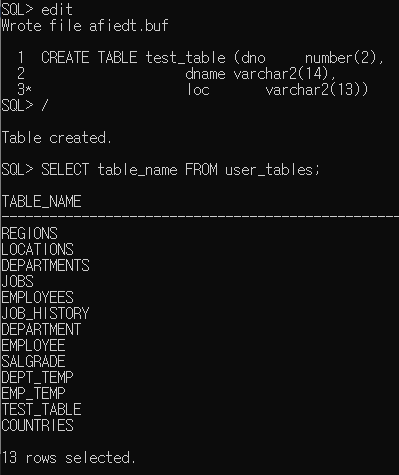 SQL> edit
Wrote file afiedt.buf
1 CREATE TABLE test_table (dno number(2),
2 dname varchar2(14),
3* loc varchar2(13))
SQL> /
Table created.
SQL> SELECT table_name FROM user_tables;
TABLE_NAME
--------------------------------------------------
REGIONS
LOCATIONS
DEPARTMENTS
JOBS
EMPLOYEES
JOB_HISTORY
DEPARTMENT
EMPLOYEE
SALGRADE
DEPT_TEMP
EMP_TEMP
TEST_TABLE
COUNTRIES
13 rows selected.